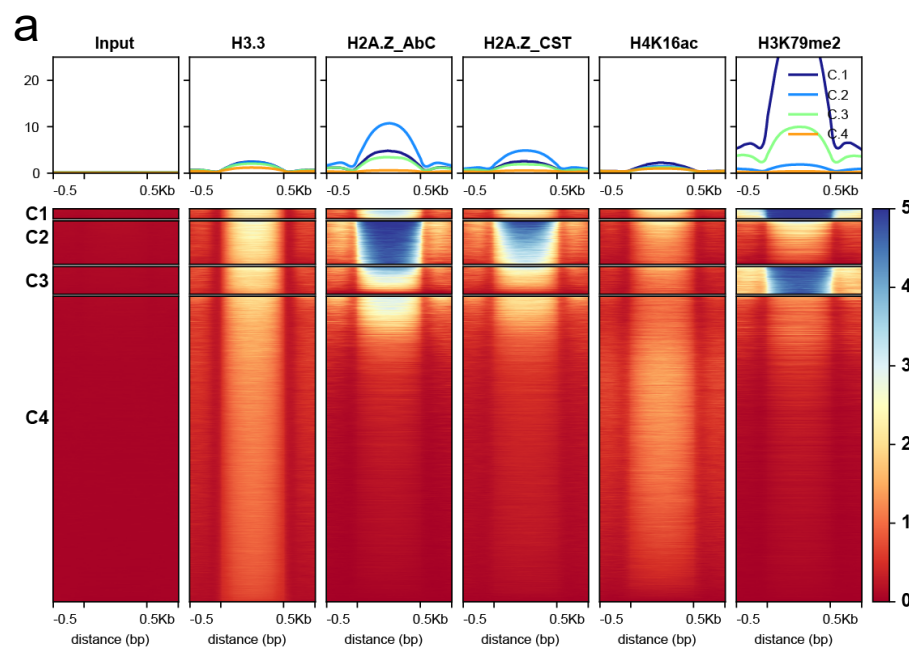 a
Input H3.3 H2A.Z_AbC H2A.Z_CST H4K16ac H3K79me2
20
10
0
C.1
C.2
C.3
C.4
-0.5 0.5Kb -0.5 0.5Kb -0.5 0.5Kb -0.5 0.5Kb -0.5 0.5Kb -0.5 0.5Kb
C1
C2
C3
C4
5
4
3
2
1
0
-0.5 0.5Kb -0.5 0.5Kb -0.5 0.5Kb -0.5 0.5Kb -0.5 0.5Kb -0.5 0.5Kb
distance (bp) distance (bp) distance (bp) distance (bp) distance (bp) distance (bp)